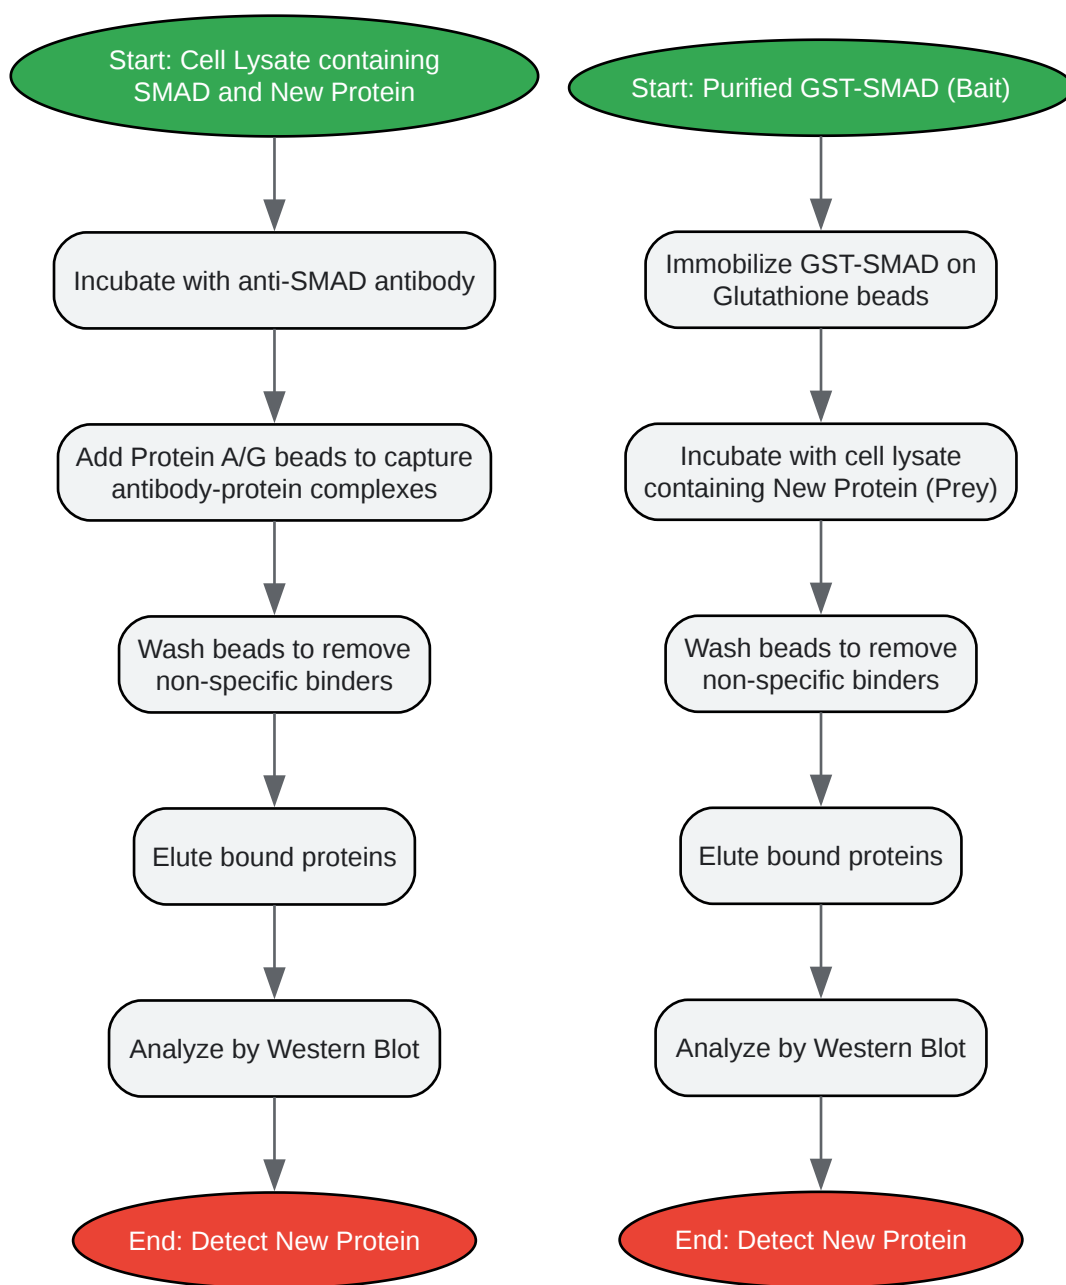 Start: Cell Lysate containing
SMAD and New Protein
Incubate with anti-SMAD antibody
Add Protein A/G beads to capture
antibody-protein complexes
Wash beads to remove
non-specific binders
Elute bound proteins
Analyze by Western Blot
End: Detect New Protein
Start: Purified GST-SMAD (Bait)
Immobilize GST-SMAD on
Glutathione beads
Incubate with cell lysate
containing New Protein (Prey)
Wash beads to remove
non-specific binders
Elute bound proteins
Analyze by Western Blot
End: Detect New Protein